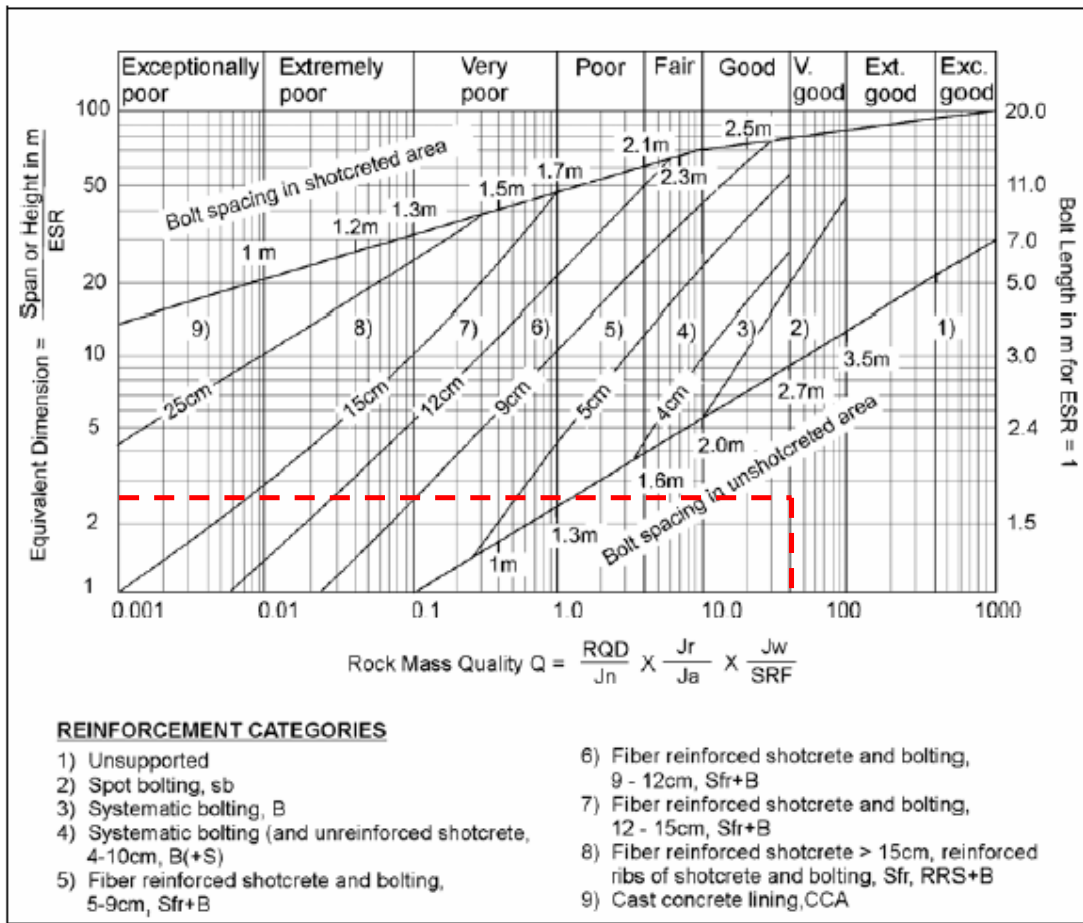 Exceptionally poor
Extremely poor
Very poor
Poor
Fair
Good
V. good
Ext. good
Exc. good
100
50
20
10
5
2
1
Equivalent Dimension = Span or Height in m / ESR
20.0
11.0
7.0
5.0
3.0
2.4
1.5
Bolt Length in m for ESR = 1
Bolt spacing in shotcreted area
1 m
1.2m
1.3m
1.5m
1.7m
2.1m
2.3m
2.5m
9)
8)
7)
6)
5)
4)
3)
2)
1)
25cm
15cm
12cm
9cm
5cm
4cm
3.5m
2.7m
2.0m
1.6m
1.3m
1m
Bolt spacing in unshotcreted area
0.001
0.01
0.1
1.0
10.0
100
1000
Rock Mass Quality Q = RQD / Jn X Jr / Ja X Jw / SRF
REINFORCEMENT CATEGORIES
1) Unsupported
2) Spot bolting, sb
3) Systematic bolting, B
4) Systematic bolting (and unreinforced shotcrete,
4-10cm, B(+S)
5) Fiber reinforced shotcrete and bolting,
5-9cm, Sfr+B
6) Fiber reinforced shotcrete and bolting,
9 - 12cm, Sfr+B
7) Fiber reinforced shotcrete and bolting,
12 - 15cm, Sfr+B
8) Fiber reinforced shotcrete > 15cm, reinforced
ribs of shotcrete and bolting, Sfr, RRS+B
9) Cast concrete lining,CCA